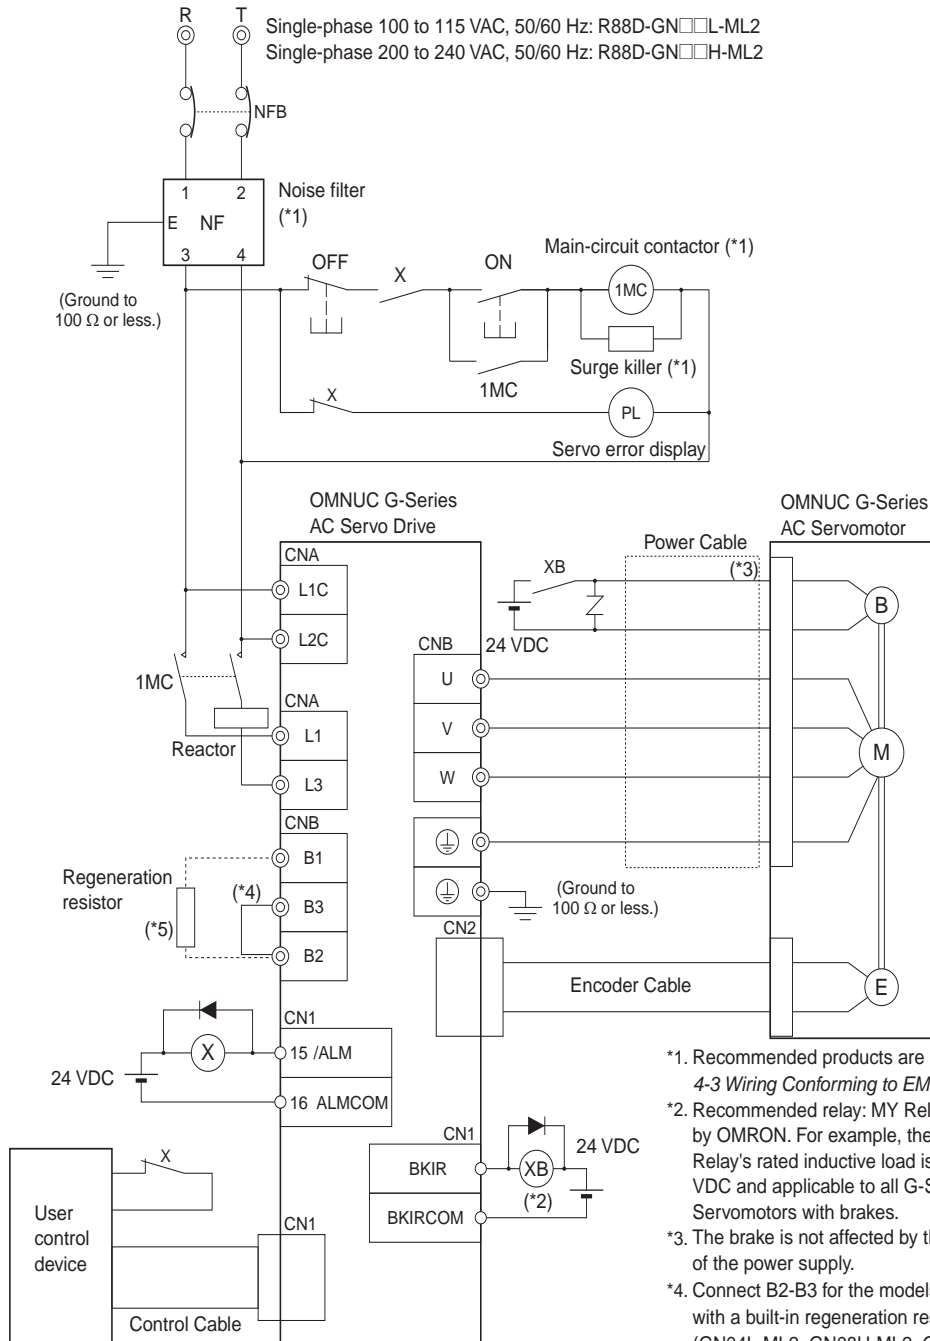 R T
Single-phase 100 to 115 VAC, 50/60 Hz: R88D-GN□□L-ML2
Single-phase 200 to 240 VAC, 50/60 Hz: R88D-GN□□H-ML2
NFB
1 2
Noise filter
(*1)
E NF
3 4
(Ground to
100 Ω or less.)
OFF X ON
Main-circuit contactor (*1)
1MC
Surge killer (*1)
1MC
X
PL
Servo error display
OMNUC G-Series
AC Servo Drive
OMNUC G-Series
AC Servomotor
Power Cable
(*3)
CNA
L1C
L2C
XB
24 VDC
B
CNB
U
V
W
M
1MC
Reactor
CNA
L1
L3
CNB
B1
B3
B2
Regeneration
resistor
(*5)
(*4)
(Ground to
100 Ω or less.)
CN2
Encoder Cable
E
CN1
X
15 /ALM
24 VDC
16 ALMCOM
CN1
BKIR
XB
(*2)
24 VDC
BKIRCOM
X
User
control
device
CN1
Control Cable
*1. Recommended products are
4-3 Wiring Conforming to EM
*2. Recommended relay: MY Rel
by OMRON. For example, the
Relay's rated inductive load is
VDC and applicable to all G-S
Servomotors with brakes.
*3. The brake is not affected by th
of the power supply.
*4. Connect B2-B3 for the models
with a built-in regeneration re